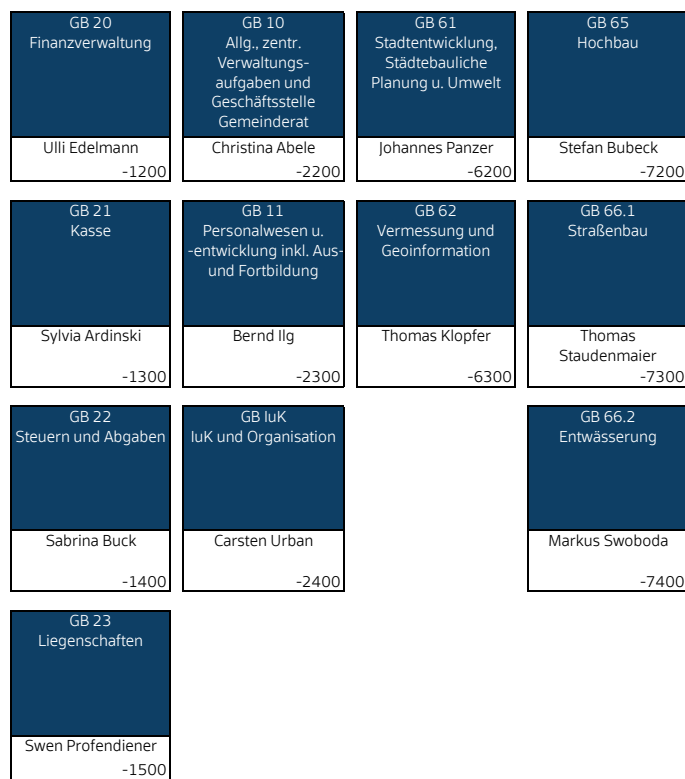 GB 20
Finanzverwaltung
Ulli Edelmann
-1200
GB 10
Allg., zentr.
Verwaltungs-
aufgaben und
Geschäftsstelle
Gemeinderat
Christina Abele
-2200
GB 61
Stadtentwicklung,
Städtebauliche
Planung u. Umwelt
Johannes Panzer
-6200
GB 65
Hochbau
Stefan Bubeck
-7200
GB 21
Kasse
Sylvia Ardinski
-1300
GB 11
Personalwesen u.
-entwicklung inkl. Aus-
und Fortbildung
Bernd Ilg
-2300
GB 62
Vermessung und
Geoinformation
Thomas Klopfer
-6300
GB 66.1
Straßenbau
Thomas
Staudenmaier
-7300
GB 22
Steuern und Abgaben
Sabrina Buck
-1400
GB IuK
IuK und Organisation
Carsten Urban
-2400
GB 66.2
Entwässerung
Markus Swoboda
-7400
GB 23
Liegenschaften
Swen Profendiener
-1500